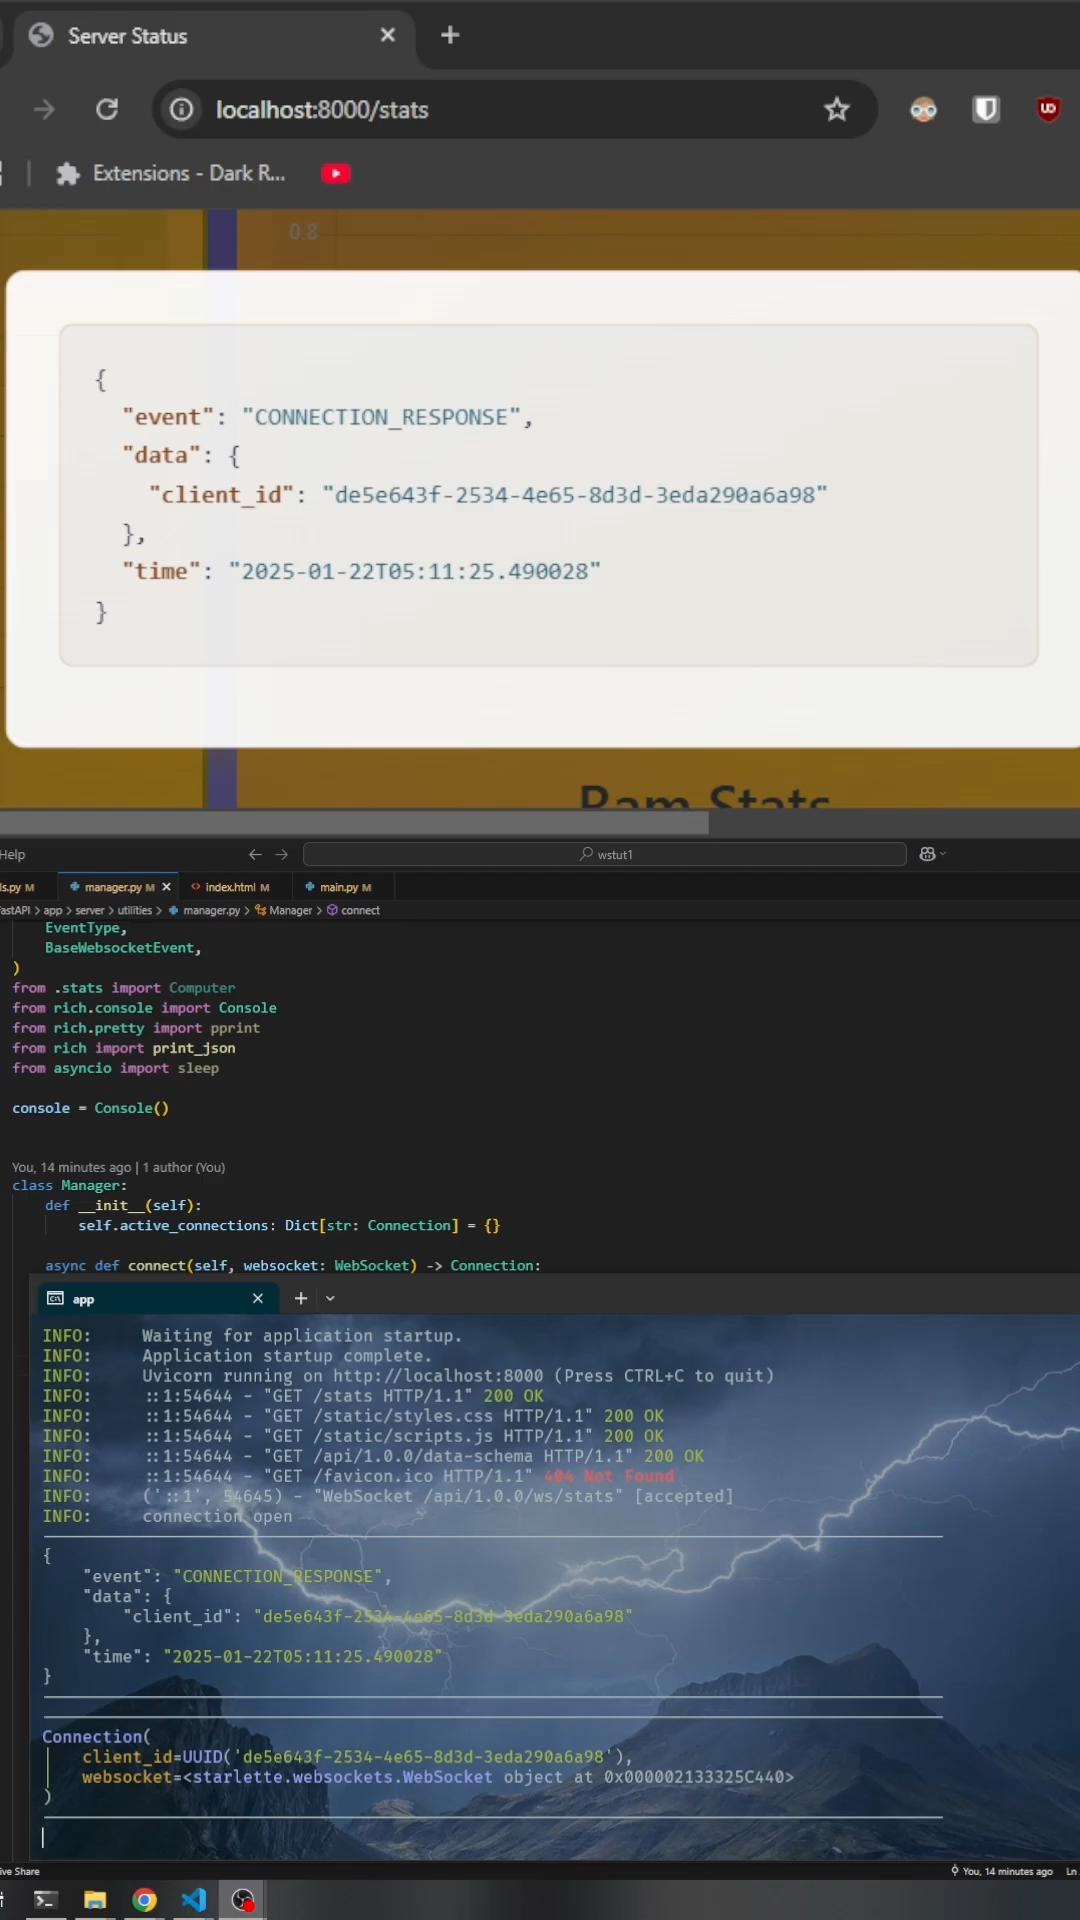 Server Status
localhost:8000/stats
Extensions - Dark R...
0.8
{
"event": "CONNECTION_RESPONSE",
"data": {
"client_id": "de5e643f-2534-4e65-8d3d-3eda290a6a98"
},
"time": "2025-01-22T05:11:25.490028"
}
Ram Stats
Help
wstut1
ls.py M
manager.py M
index.html M
main.py M
astAPI > app > server > utilities > manager.py > Manager > connect
EventType,
BaseWebsocketEvent,
)
from .stats import Computer
from rich.console import Console
from rich.pretty import pprint
from rich import print_json
from asyncio import sleep
console = Console()
You, 14 minutes ago | 1 author (You)
class Manager:
def __init__(self):
self.active_connections: Dict[str: Connection] = {}
async def connect(self, websocket: WebSocket) -> Connection:
app
INFO: Waiting for application startup.
INFO: Application startup complete.
INFO: Uvicorn running on http://localhost:8000 (Press CTRL+C to quit)
INFO: ::1:54644 - "GET /stats HTTP/1.1" 200 OK
INFO: ::1:54644 - "GET /static/styles.css HTTP/1.1" 200 OK
INFO: ::1:54644 - "GET /static/scripts.js HTTP/1.1" 200 OK
INFO: ::1:54644 - "GET /api/1.0.0/data-schema HTTP/1.1" 200 OK
INFO: ::1:54644 - "GET /favicon.ico HTTP/1.1" 404 Not Found
INFO: ('::1', 54645) - "WebSocket /api/1.0.0/ws/stats" [accepted]
INFO: connection open
{
"event": "CONNECTION_RESPONSE",
"data": {
"client_id": "de5e643f-2534-4e65-8d3d-3eda290a6a98"
},
"time": "2025-01-22T05:11:25.490028"
}
Connection(
client_id=UUID('de5e643f-2534-4e65-8d3d-3eda290a6a98'),
websocket=<starlette.websockets.WebSocket object at 0x000002133325C440>
)
ive Share
You, 14 minutes ago
Ln